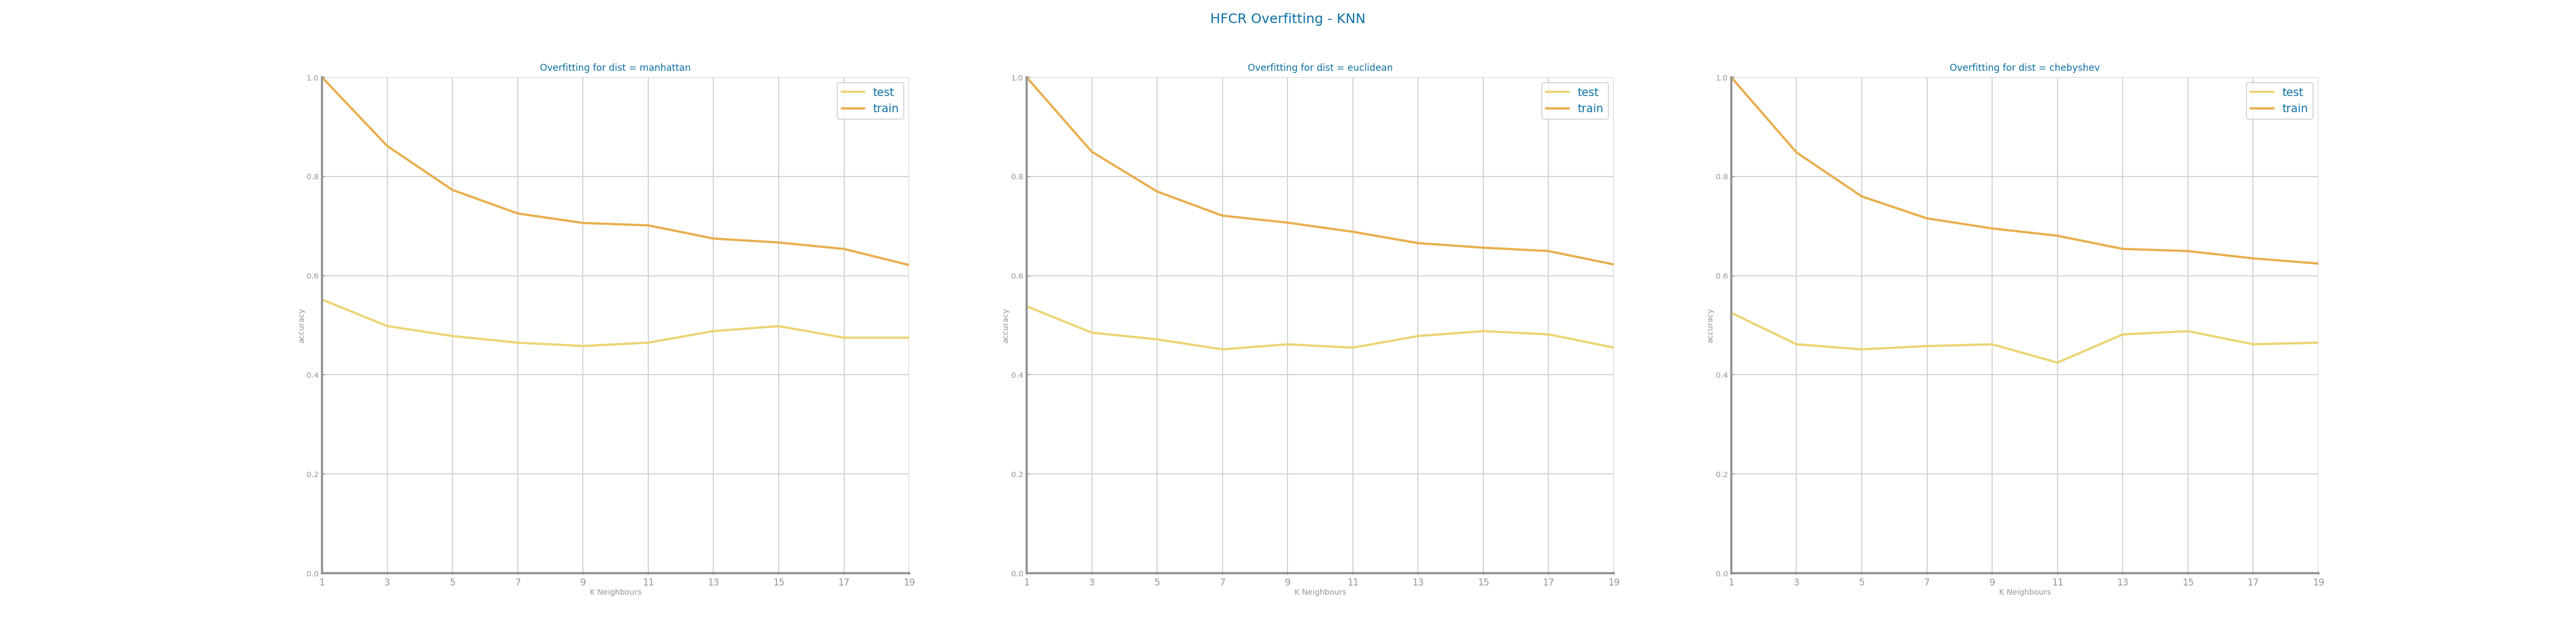 HFCR Overfitting - KNN
Overfitting for dist = manhattan
1.0
0.8
0.6
0.4
0.2
0.0
accuracy
test
train
1 3 5 7 9 11 13 15 17 19
K Neighbours
Overfitting for dist = euclidean
1.0
0.8
0.6
0.4
0.2
0.0
accuracy
test
train
1 3 5 7 9 11 13 15 17 19
K Neighbours
Overfitting for dist = chebyshev
1.0
0.8
0.6
0.4
0.2
0.0
accuracy
test
train
1 3 5 7 9 11 13 15 17 19
K Neighbours